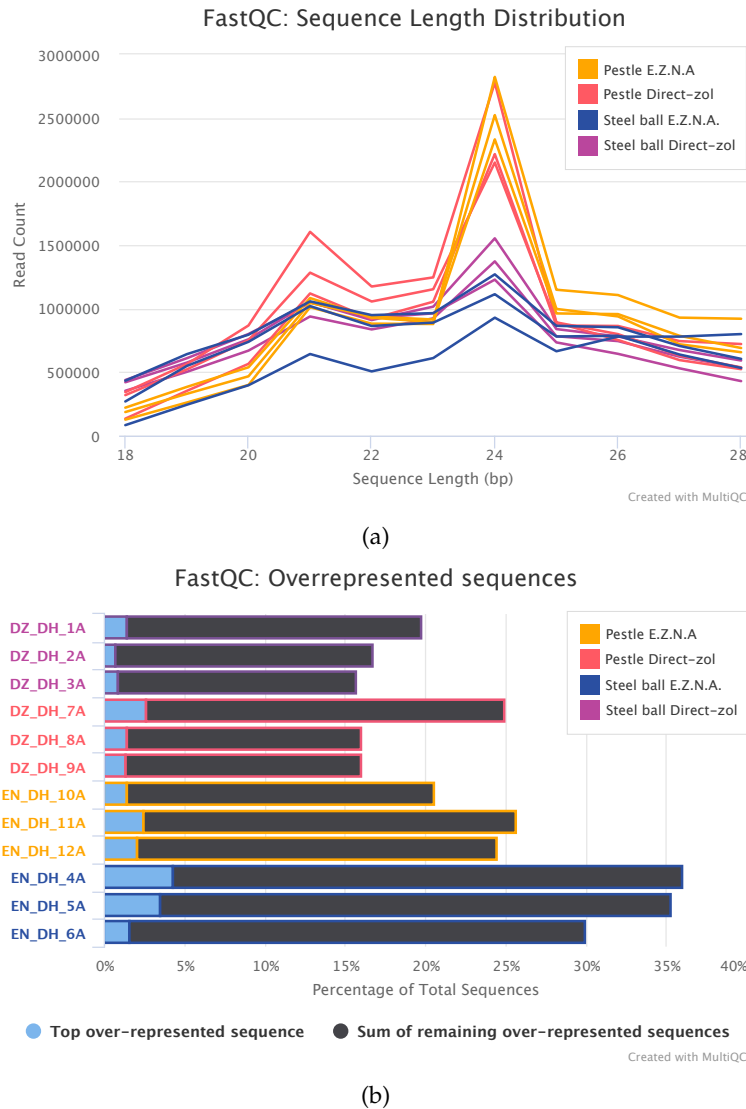 FastQC: Sequence Length Distribution
3000000
2500000
2000000
1500000
1000000
500000
0
Read Count
Pestle E.Z.N.A
Pestle Direct-zol
Steel ball E.Z.N.A.
Steel ball Direct-zol
18 20 22 24 26 28
Sequence Length (bp)
Created with MultiQC
(a)
FastQC: Overrepresented sequences
DZ_DH_1A
DZ_DH_2A
DZ_DH_3A
DZ_DH_7A
DZ_DH_8A
DZ_DH_9A
EN_DH_10A
EN_DH_11A
EN_DH_12A
EN_DH_4A
EN_DH_5A
EN_DH_6A
Pestle E.Z.N.A
Pestle Direct-zol
Steel ball E.Z.N.A.
Steel ball Direct-zol
0% 5% 10% 15% 20% 25% 30% 35% 40%
Percentage of Total Sequences
Top over-represented sequence Sum of remaining over-represented sequences
Created with MultiQC
(b)